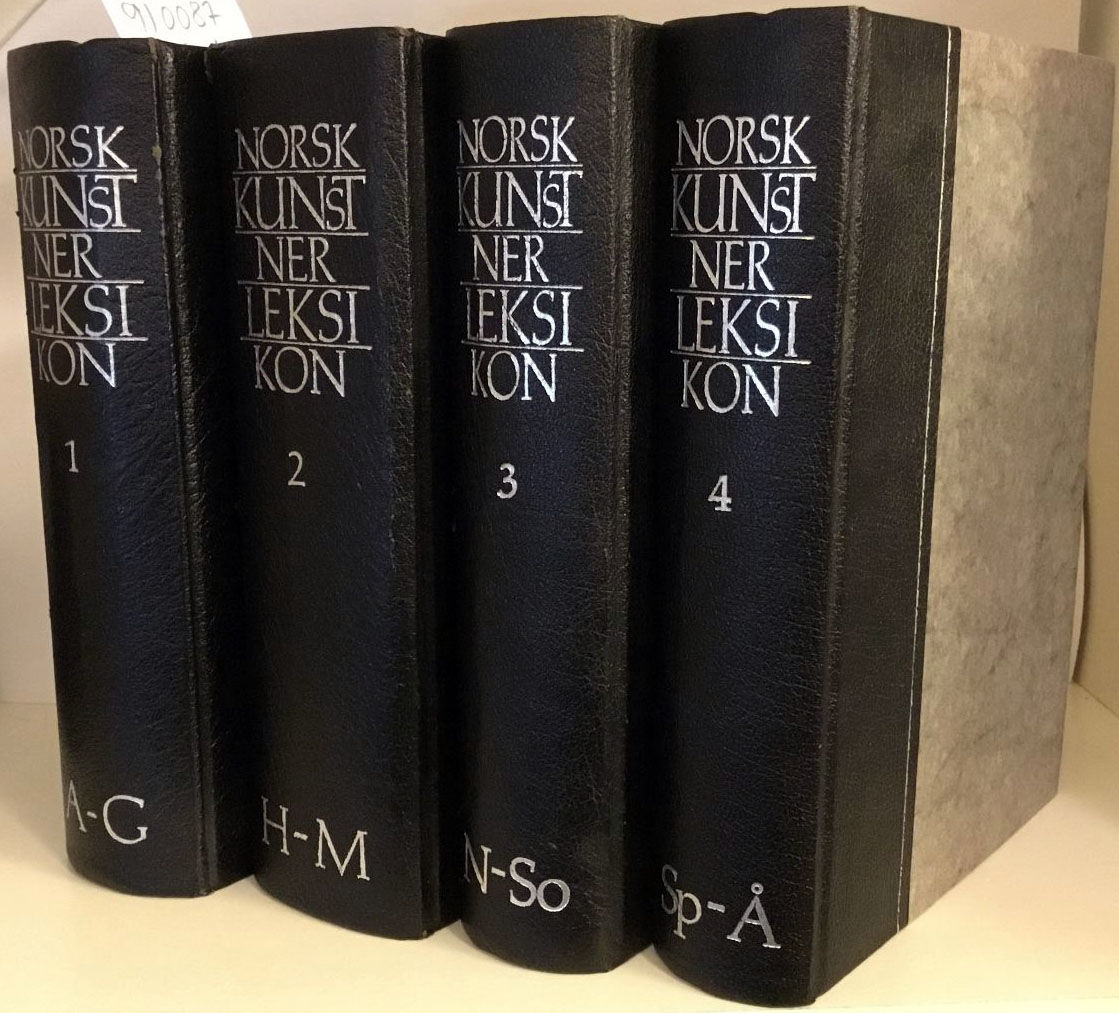 910087
NORSK
KUNST
NER
LEKSI
KON
1
A-G
NORSK
KUNST
NER
LEKSI
KON
2
H-M
NORSK
KUNST
NER
LEKSI
KON
3
N-So
NORSK
KUNST
NER
LEKSI
KON
4
Sp-Å